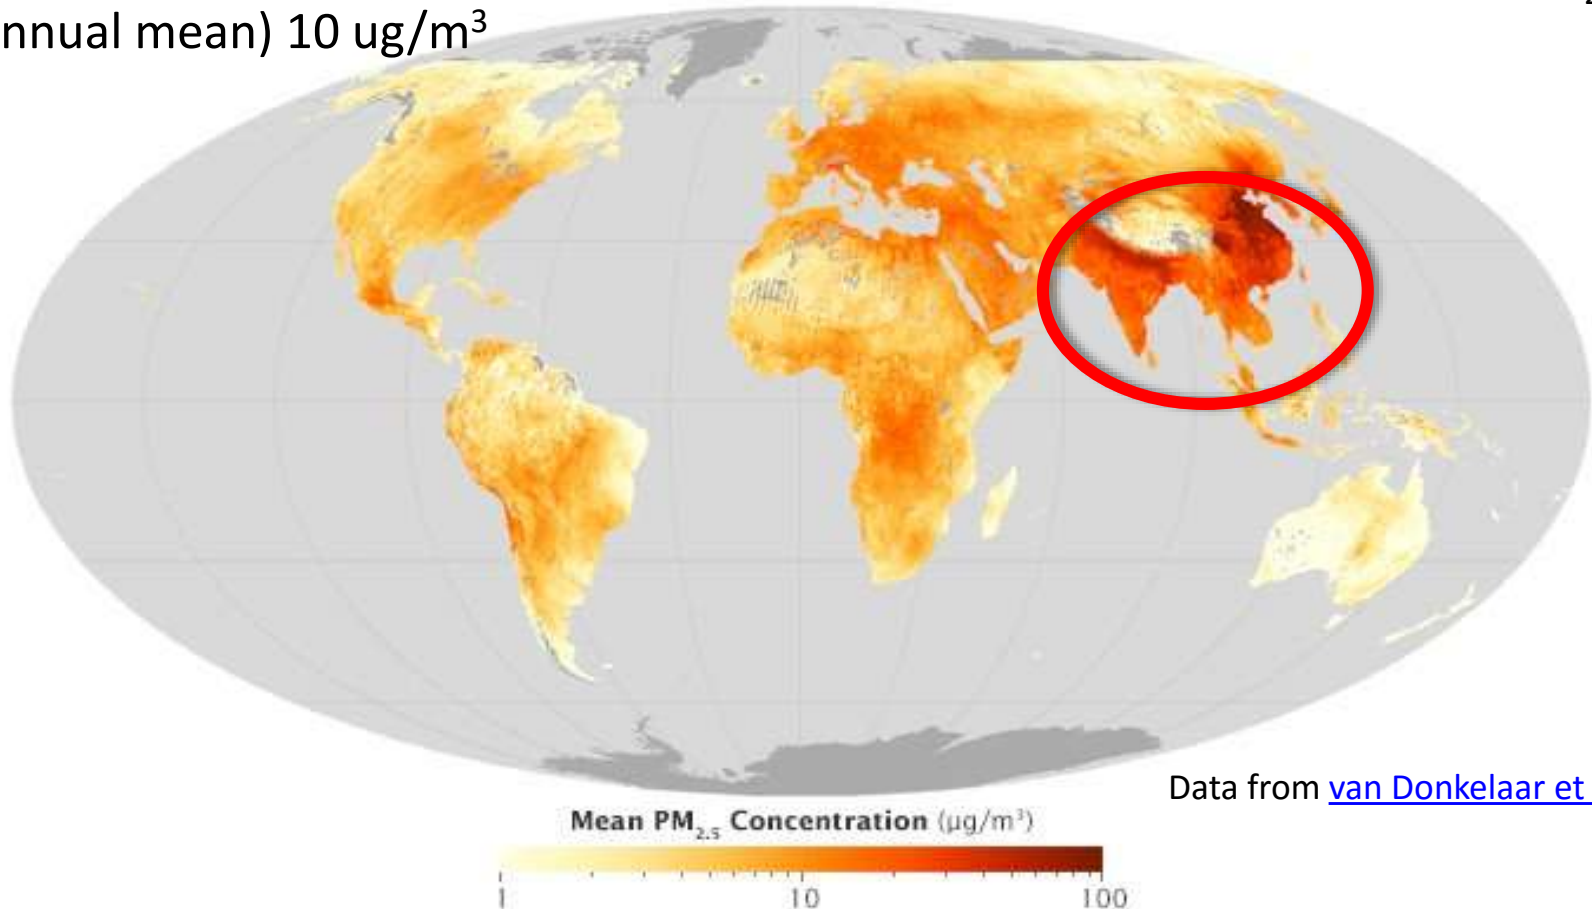 nnual mean) 10 ug/m³
Data from van Donkelaar et
Mean PM₂.₅ Concentration (µg/m³)
1 10 100